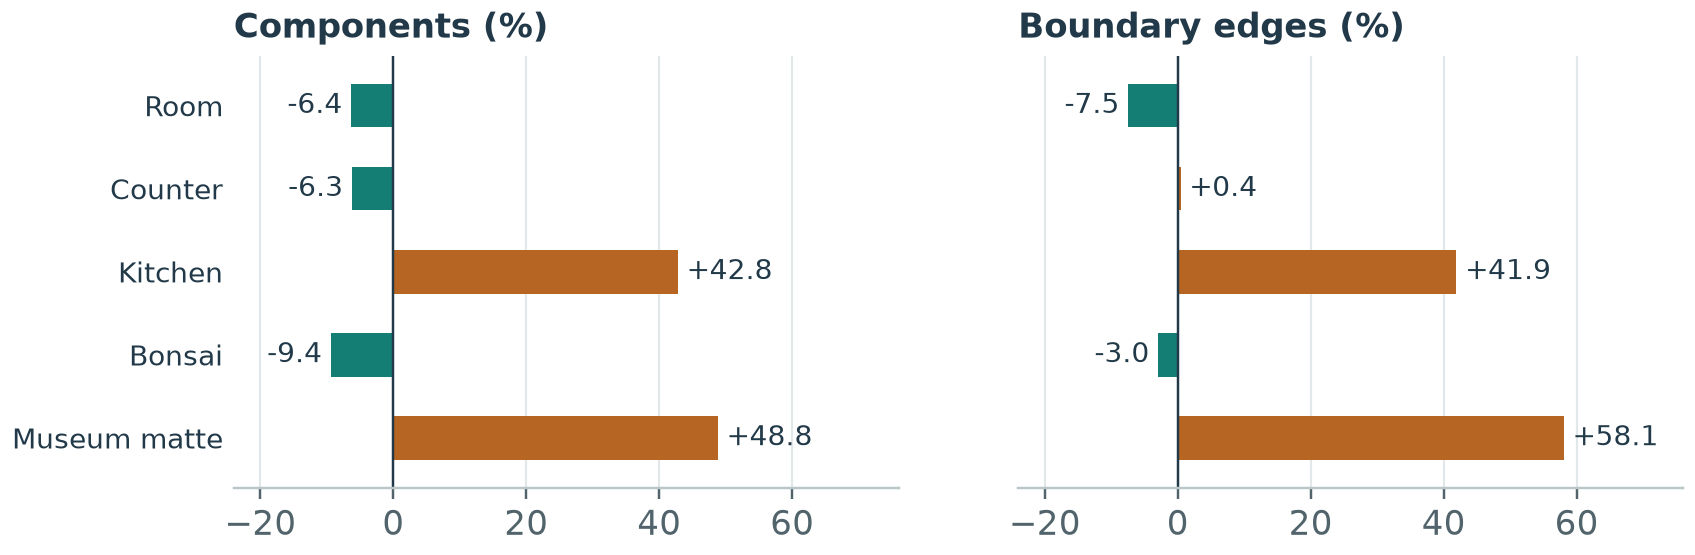 Components (%)
Boundary edges (%)
Room
-6.4
-7.5
Counter
-6.3
+0.4
Kitchen
+42.8
+41.9
Bonsai
-9.4
-3.0
Museum matte
+48.8
+58.1
−20 0 20 40 60
−20 0 20 40 60